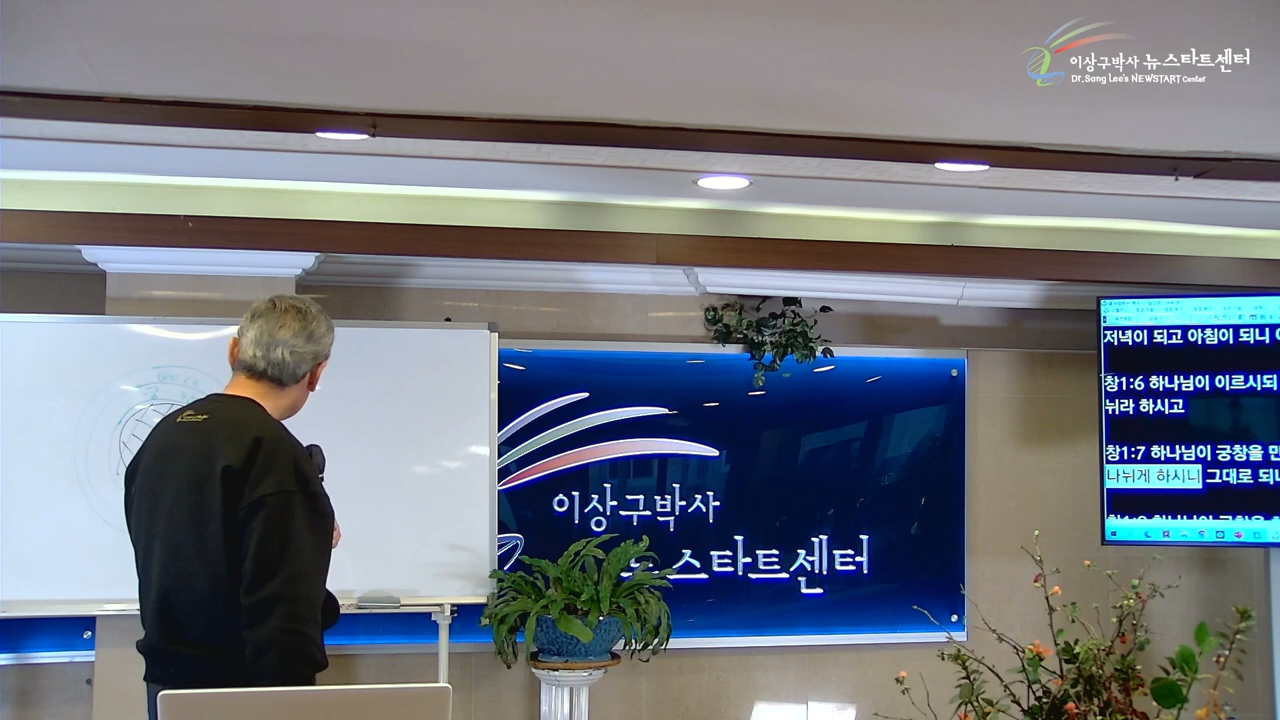 이상구박사 뉴스타트센터
Dr. Sang Lee's NEWSTART Center
저녁이 되고 아침이 되니
창1:6 하나님이 이르시되
뉘라 하시고
창1:7 하나님이 궁창을
나뉘게 하시니 그대로
이상구박사
스타트센터